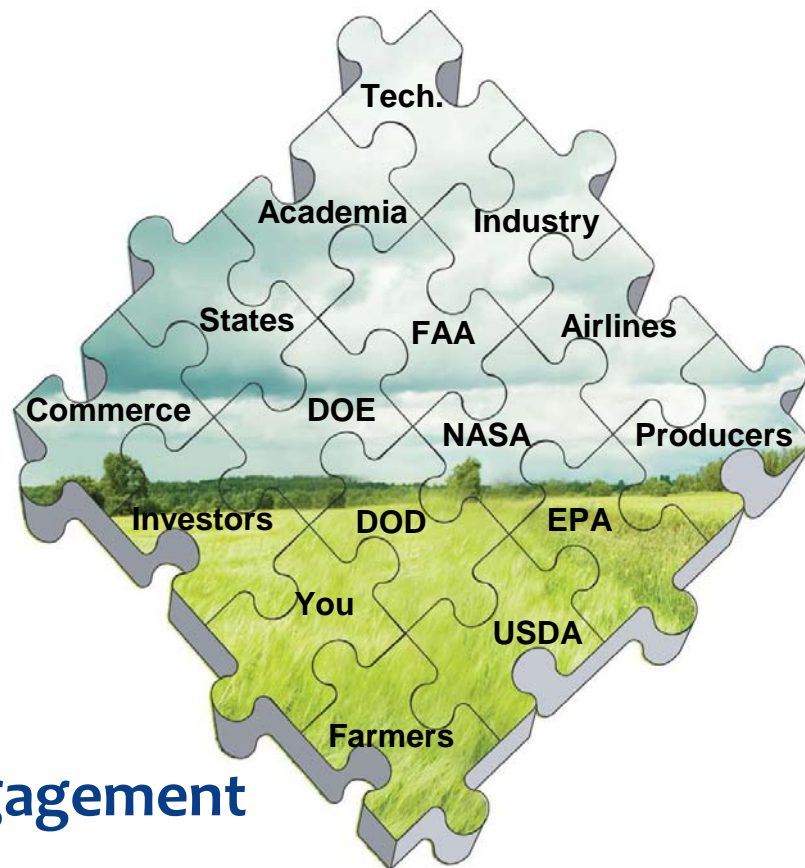 Tech.
Academia
Industry
States
FAA
Airlines
Commerce
DOE
NASA
Producers
Investors
DOD
EPA
You
USDA
Farmers
gagement